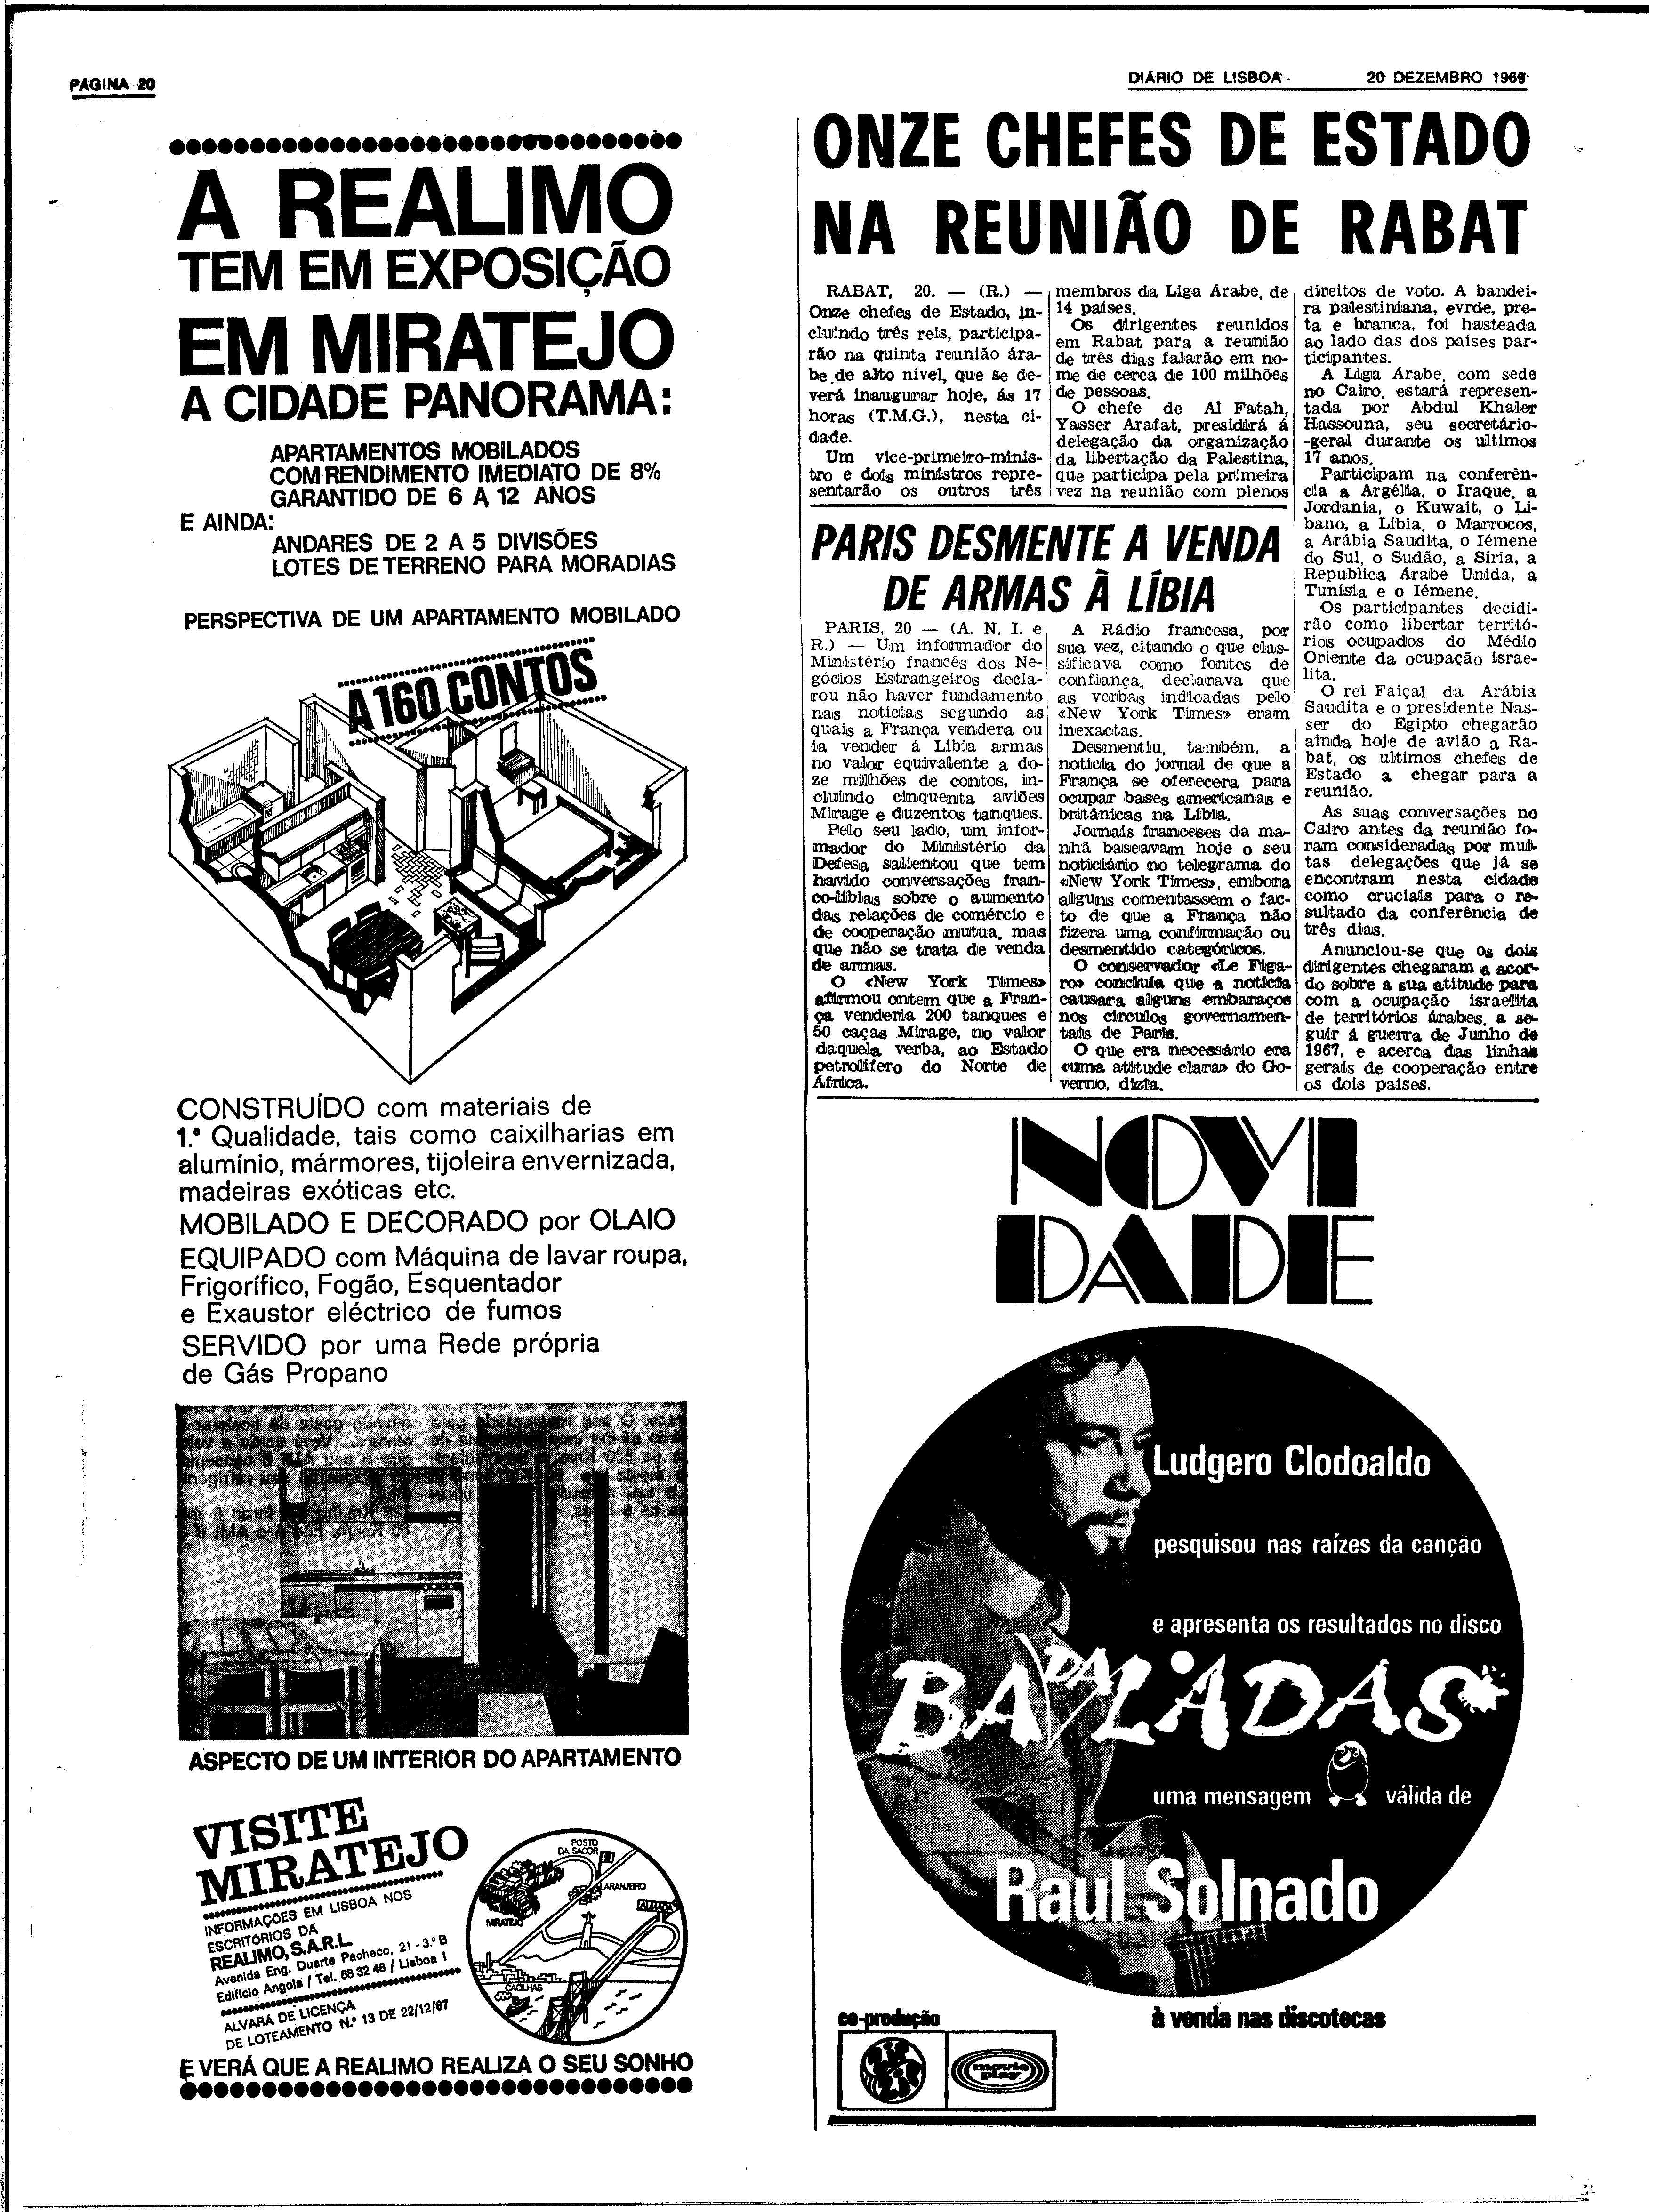 PÁGINA 20
DIÁRIO DE LISBOA
20 DEZEMBRO 1969
A REALIMO
TEM EM EXPOSIÇÃO
EM MIRATEJO
A CIDADE PANORAMA:
APARTAMENTOS MOBILADOS
COM RENDIMENTO IMEDIATO DE 8%
GARANTIDO DE 6 A 12 ANOS
E AINDA:
ANDARES DE 2 A 5 DIVISÕES
LOTES DE TERRENO PARA MORADIAS
PERSPECTIVA DE UM APARTAMENTO MOBILADO
A 160 CONTOS
CONSTRUÍDO com materiais de
1.ª Qualidade, tais como caixilharias em
alumínio, mármores, tijoleira envernizada,
madeiras exóticas etc.
MOBILADO E DECORADO por OLAIO
EQUIPADO com Máquina de lavar roupa,
Frigorífico, Fogão, Esquentador
e Exaustor eléctrico de fumos
SERVIDO por uma Rede própria
de Gás Propano
ASPECTO DE UM INTERIOR DO APARTAMENTO
VISITE
MIRATEJO
INFORMAÇÕES EM LISBOA NOS
ESCRITÓRIOS DA
REALIMO, S.A.R.L
Avenida Eng. Duarte Pacheco, 21 - 3.º B
Edifício Angola / Tel. 68 32 46 / Lisboa 1
ALVARÁ DE LICENÇA
DE LOTEAMENTO N.º 13 DE 22/12/67
POSTO
DA SACOR
LARANJEIRO
ALMADA
MIRATEJO
CACILHAS
E VERÁ QUE A REALIMO REALIZA O SEU SONHO
ONZE CHEFES DE ESTADO
NA REUNIÃO DE RABAT
RABAT, 20. — (R.) —
Onze chefes de Estado, in-
cluindo três reis, participa-
rão na quinta reunião ára-
be de alto nível, que se de-
verá inaugurar hoje, ás 17
horas (T.M.G.), nesta ci-
dade.
Um vice-primeiro-minis-
tro e dois ministros repre-
sentarão os outros três
membros da Liga Arabe, de
14 países.
Os dirigentes reunidos
em Rabat para a reunião
de três dias falarão em no-
me de cerca de 100 milhões
de pessoas.
O chefe de Al Fatah,
Yasser Arafat, presidirá á
delegação da organização
da libertação da Palestina,
que participa pela primeira
vez na reunião com plenos
direitos de voto. A bandei-
ra palestiniana, evrde, pre-
ta e branca, foi hasteada
ao lado das dos países par-
ticipantes.
A Liga Arabe, com sede
no Cairo, estará represen-
tada por Abdul Khaler
Hassouna, seu secretário-
-geral durante os ultimos
17 anos.
Participam na conferên-
cia a Argélia, o Iraque, a
Jordania, o Kuwait, o Lí-
bano, a Líbia, o Marrocos,
a Arábia Saudita, o Iémene
do Sul, o Sudão, a Síria, a
Republica Arabe Unida, a
Tunísia e o Iémene.
Os participantes decidi-
rão como libertar territó-
rios ocupados do Médio
Oriente da ocupação israe-
lita.
O rei Faiçal da Arábia
Saudita e o presidente Nas-
ser do Egipto chegarão
ainda hoje de avião a Ra-
bat, os ultimos chefes de
Estado a chegar para a
reunião.
As suas conversações no
Cairo antes da reunião fo-
ram consideradas por mui-
tas delegações que já se
encontram nesta cidade
como cruciais para o re-
sultado da conferência de
três dias.
Anunciou-se que os dois
dirigentes chegaram a acor-
do sobre a sua atitude para
com a ocupação israelita
de territórios árabes, a se-
guir á guerra de Junho de
1967, e acerca das linhas
gerais de cooperação entre
os dois países.
PARIS DESMENTE A VENDA
DE ARMAS À LÍBIA
PARIS, 20 — (A. N. I. e
R.) — Um informador do
Ministério francês dos Ne-
gócios Estrangeiros decla-
rou não haver fundamento
nas notícias segundo as
quais a França vendera ou
ia vender á Líbia armas
no valor equivalente a do-
ze milhões de contos, in-
cluindo cinquenta aviões
Mirage e duzentos tanques.
Pelo seu lado, um infor-
mador do Ministério da
Defesa salientou que tem
havido conversações fran-
co-líbias sobre o aumento
das relações de comércio e
de cooperação mutua, mas
que não se trata de venda
de armas.
O «New York Times»
afirmou ontem que a Fran-
ça venderia 200 tanques e
50 caças Mirage, no valor
daquela verba, ao Estado
petrolífero do Norte de
Africa.
A Rádio francesa, por
sua vez, citando o que clas-
sificava como fontes de
confiança, declarava que
as verbas indicadas pelo
«New York Times» eram
inexactas.
Desmentiu, também, a
notícia do jornal de que a
França se oferecera para
ocupar bases americanas e
britânicas na Líbia.
Jornais franceses da ma-
nhã baseavam hoje o seu
noticiário no telegrama do
«New York Times», embora
alguns comentassem o fac-
to de que a França não
fizera uma confirmação ou
desmentido categóricos.
O conservador «Le Figa-
ro» concluia que a notícia
causara alguns embaraços
nos círculos governamen-
tais de Paris.
O que era necessário era
«uma atitude clara» do Go-
verno, dizia.
NOVI
DADE
Ludgero Clodoaldo
pesquisou nas raízes da canção
e apresenta os resultados no disco
BADALADAS
uma mensagem válida de
Raul Solnado
co-produção
à venda nas discotecas
ZIP ZIP
movie
play